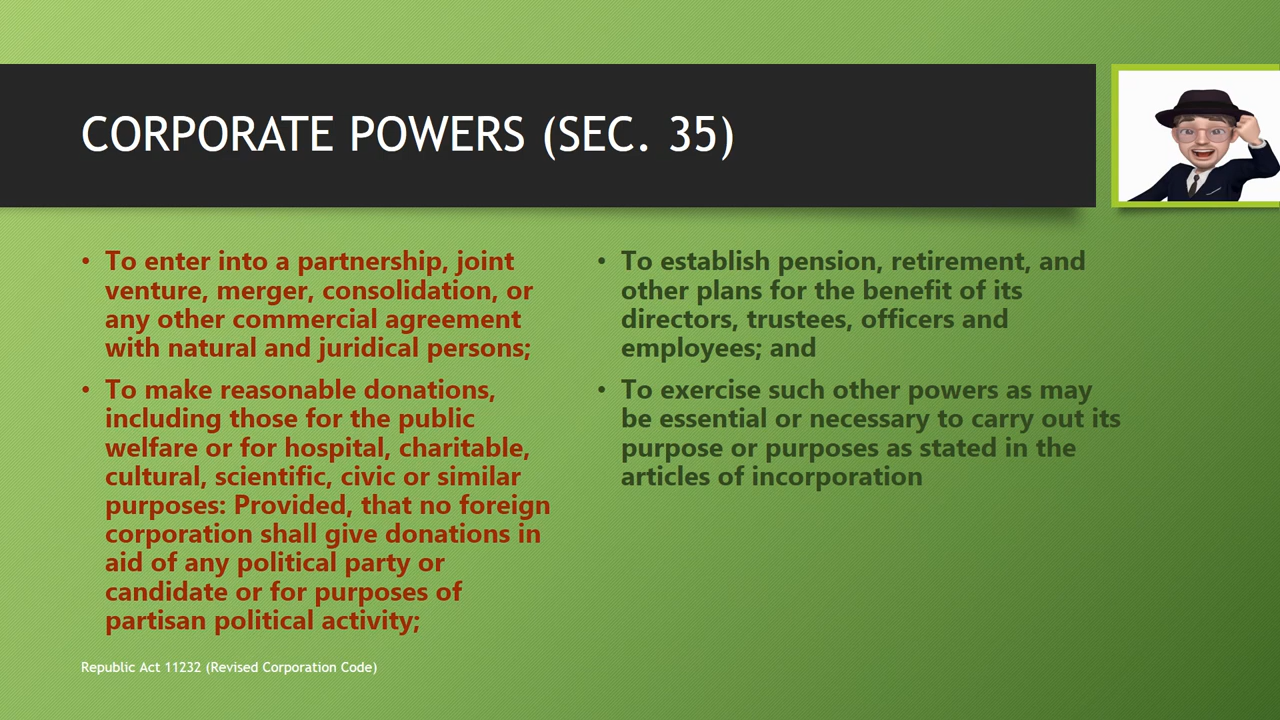 CORPORATE POWERS (SEC. 35)
• To enter into a partnership, joint
venture, merger, consolidation, or
any other commercial agreement
with natural and juridical persons;
• To make reasonable donations,
including those for the public
welfare or for hospital, charitable,
cultural, scientific, civic or similar
purposes: Provided, that no foreign
corporation shall give donations in
aid of any political party or
candidate or for purposes of
partisan political activity;
• To establish pension, retirement, and
other plans for the benefit of its
directors, trustees, officers and
employees; and
• To exercise such other powers as may
be essential or necessary to carry out its
purpose or purposes as stated in the
articles of incorporation
Republic Act 11232 (Revised Corporation Code)